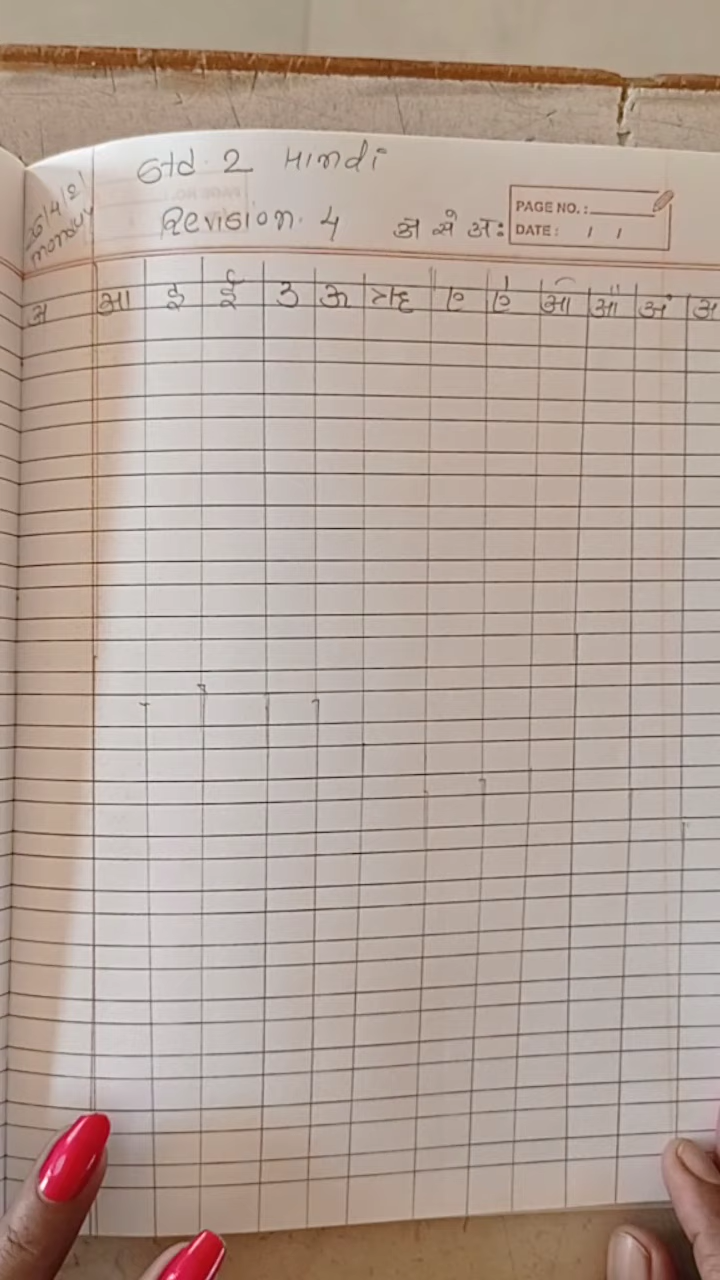 Std. 2 Hindi
26/4/21
Monday
Revision. 4 अ से अः
PAGE NO.:
DATE: / /
अ आ इ ई उ ऊ ऋ ए ऐ ओ औ अं अ